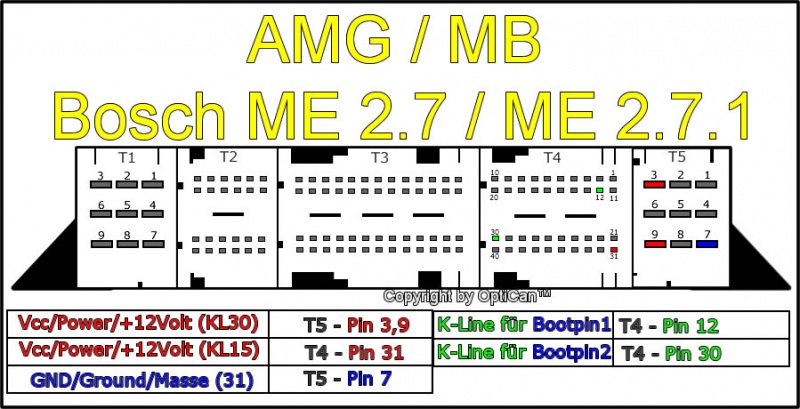 AMG / MB
Bosch ME 2.7 / ME 2.7.1
T1 T2 T3 T4 T5
3 2 1 10 1 3 2 1
20 12 11
6 5 4 6 5 4
30 21
9 8 7 40 31 9 8 7
Copyright by OptiCan™
Vcc/Power/+12Volt (KL30) T5 - Pin 3,9 K-Line für Bootpin1 T4 - Pin 12
Vcc/Power/+12Volt (KL15) T4 - Pin 31 K-Line für Bootpin2 T4 - Pin 30
GND/Ground/Masse (31) T5 - Pin 7